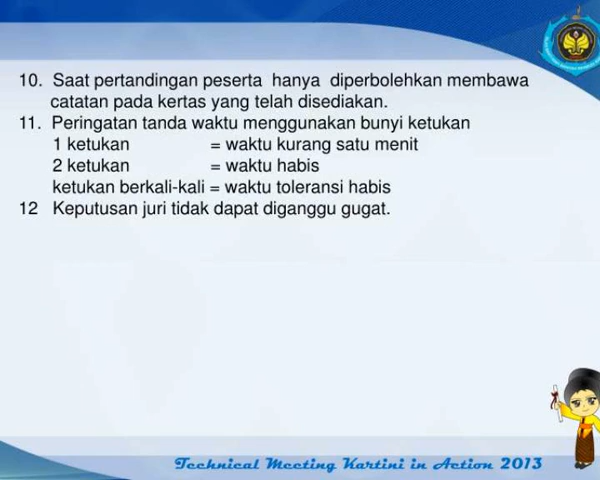 10. Saat pertandingan peserta hanya diperbolehkan membawa
catatan pada kertas yang telah disediakan.
11. Peringatan tanda waktu menggunakan bunyi ketukan
1 ketukan = waktu kurang satu menit
2 ketukan = waktu habis
ketukan berkali-kali = waktu toleransi habis
12 Keputusan juri tidak dapat diganggu gugat.
Technical Meeting Kartini in Action 2013